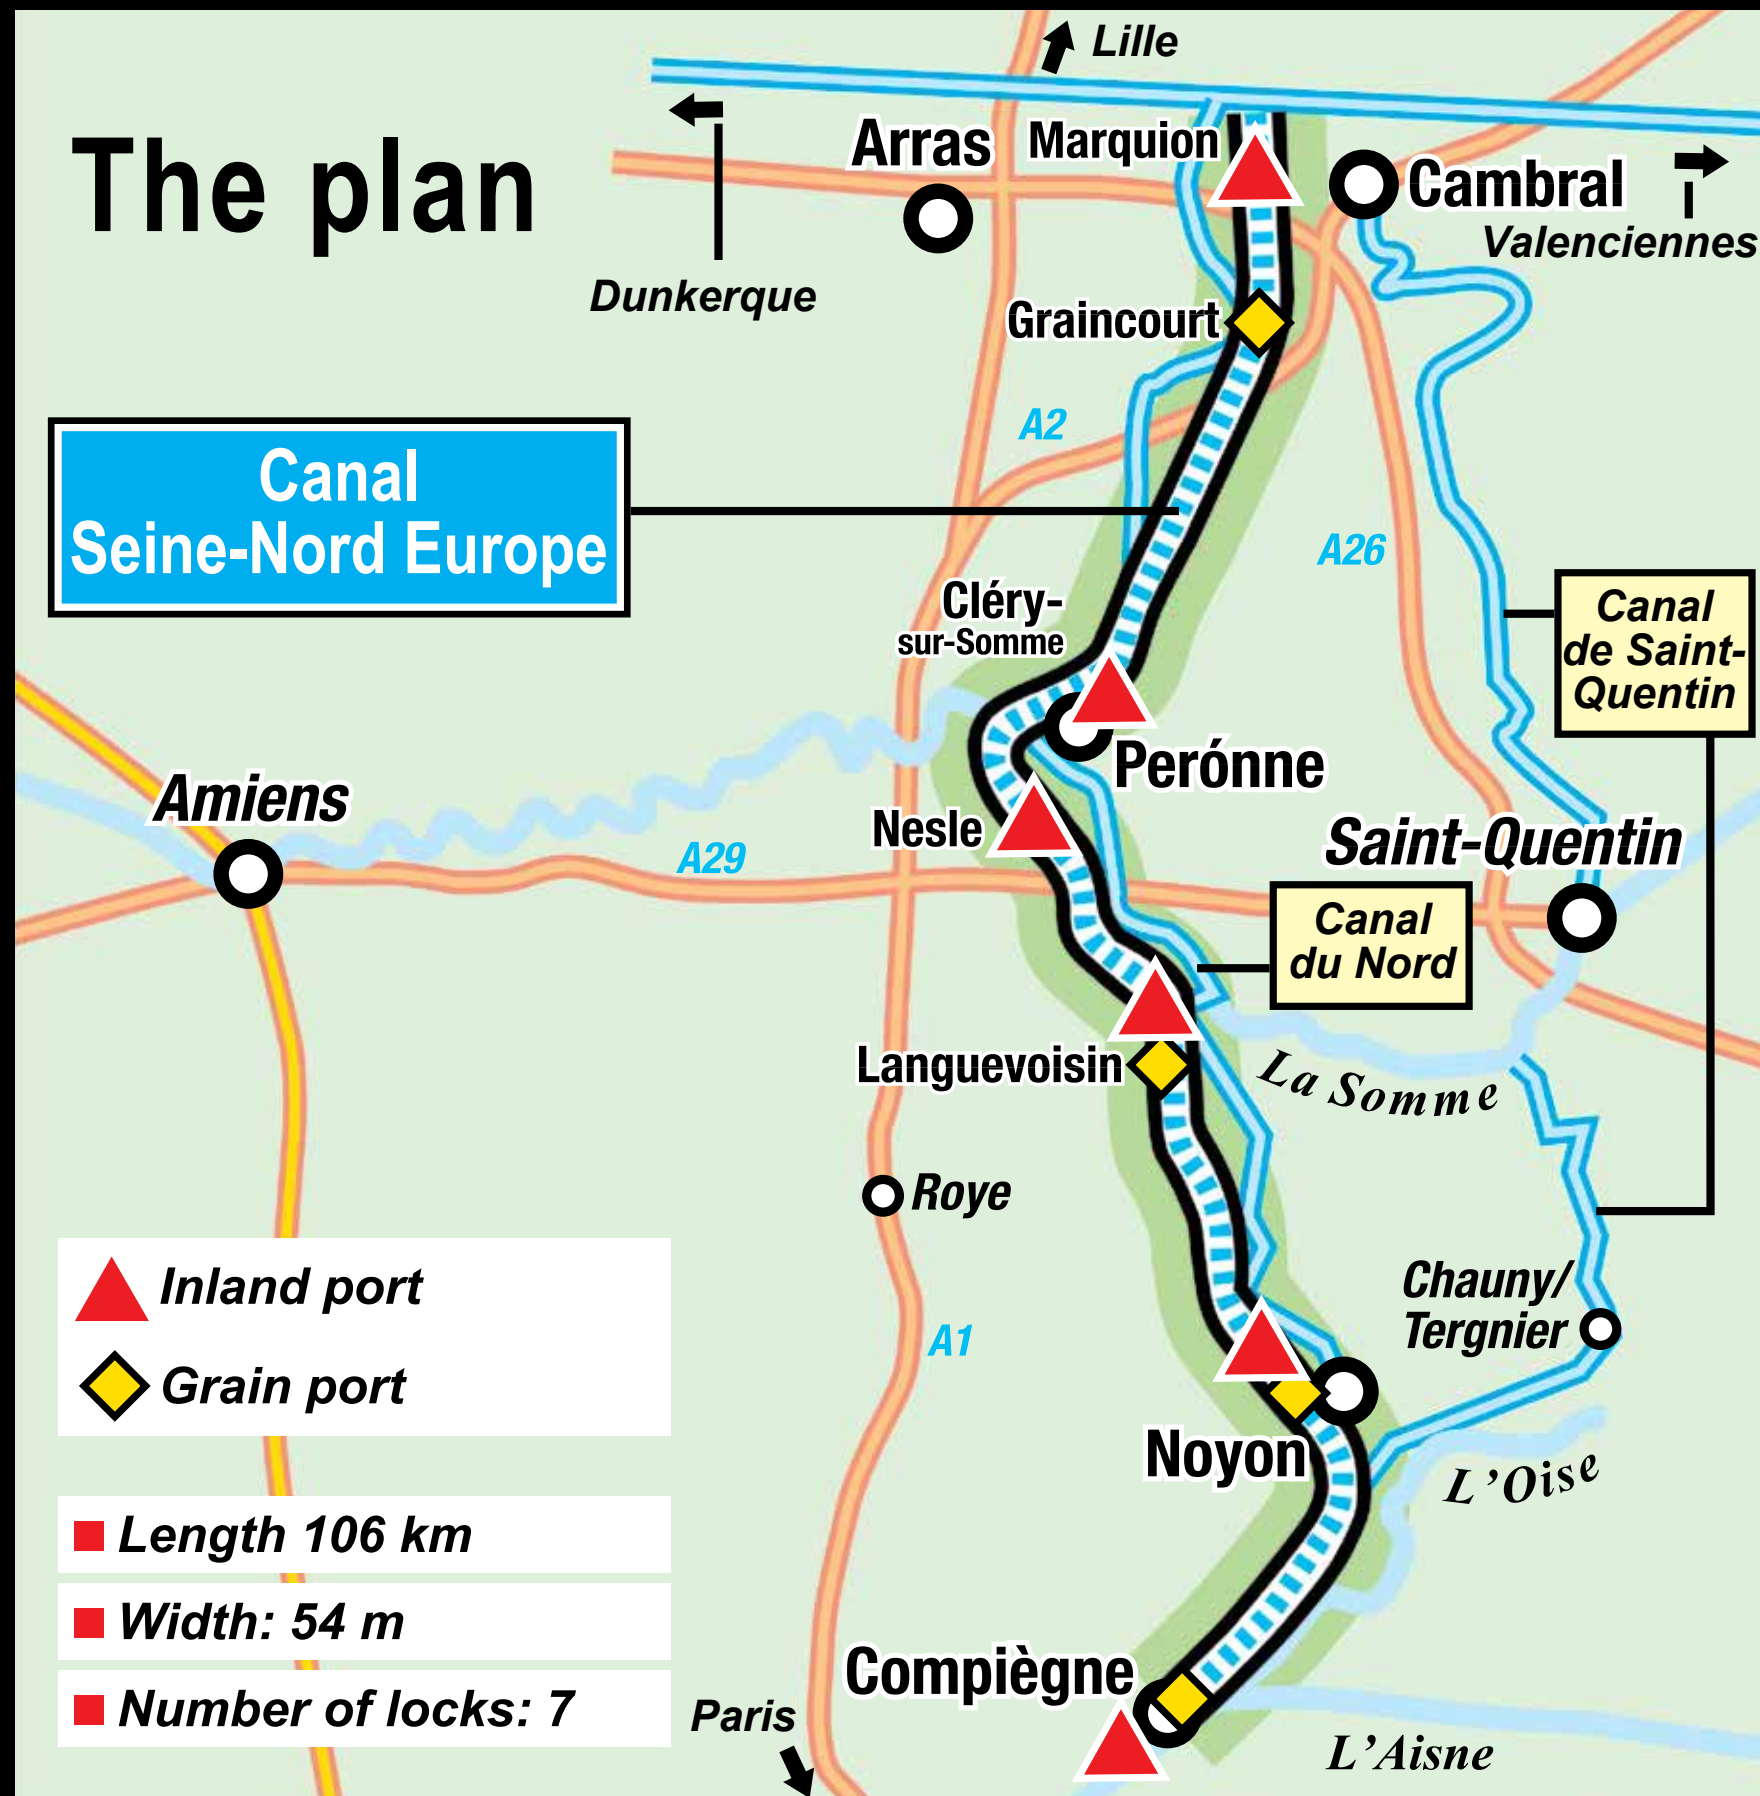 Lille
The plan
Arras
Marquion
Cambral
Valenciennes
Dunkerque
Graincourt
A2
Canal
Seine-Nord Europe
A26
Cléry-
sur-Somme
Canal
de Saint-
Quentin
Perónne
Amiens
Nesle
Saint-Quentin
A29
Canal
du Nord
Languevoisin
La Somme
Roye
Inland port
Grain port
A1
Chauny/
Tergnier
Noyon
L'Oise
Length 106 km
Width: 54 m
Number of locks: 7
Compiègne
Paris
L'Aisne